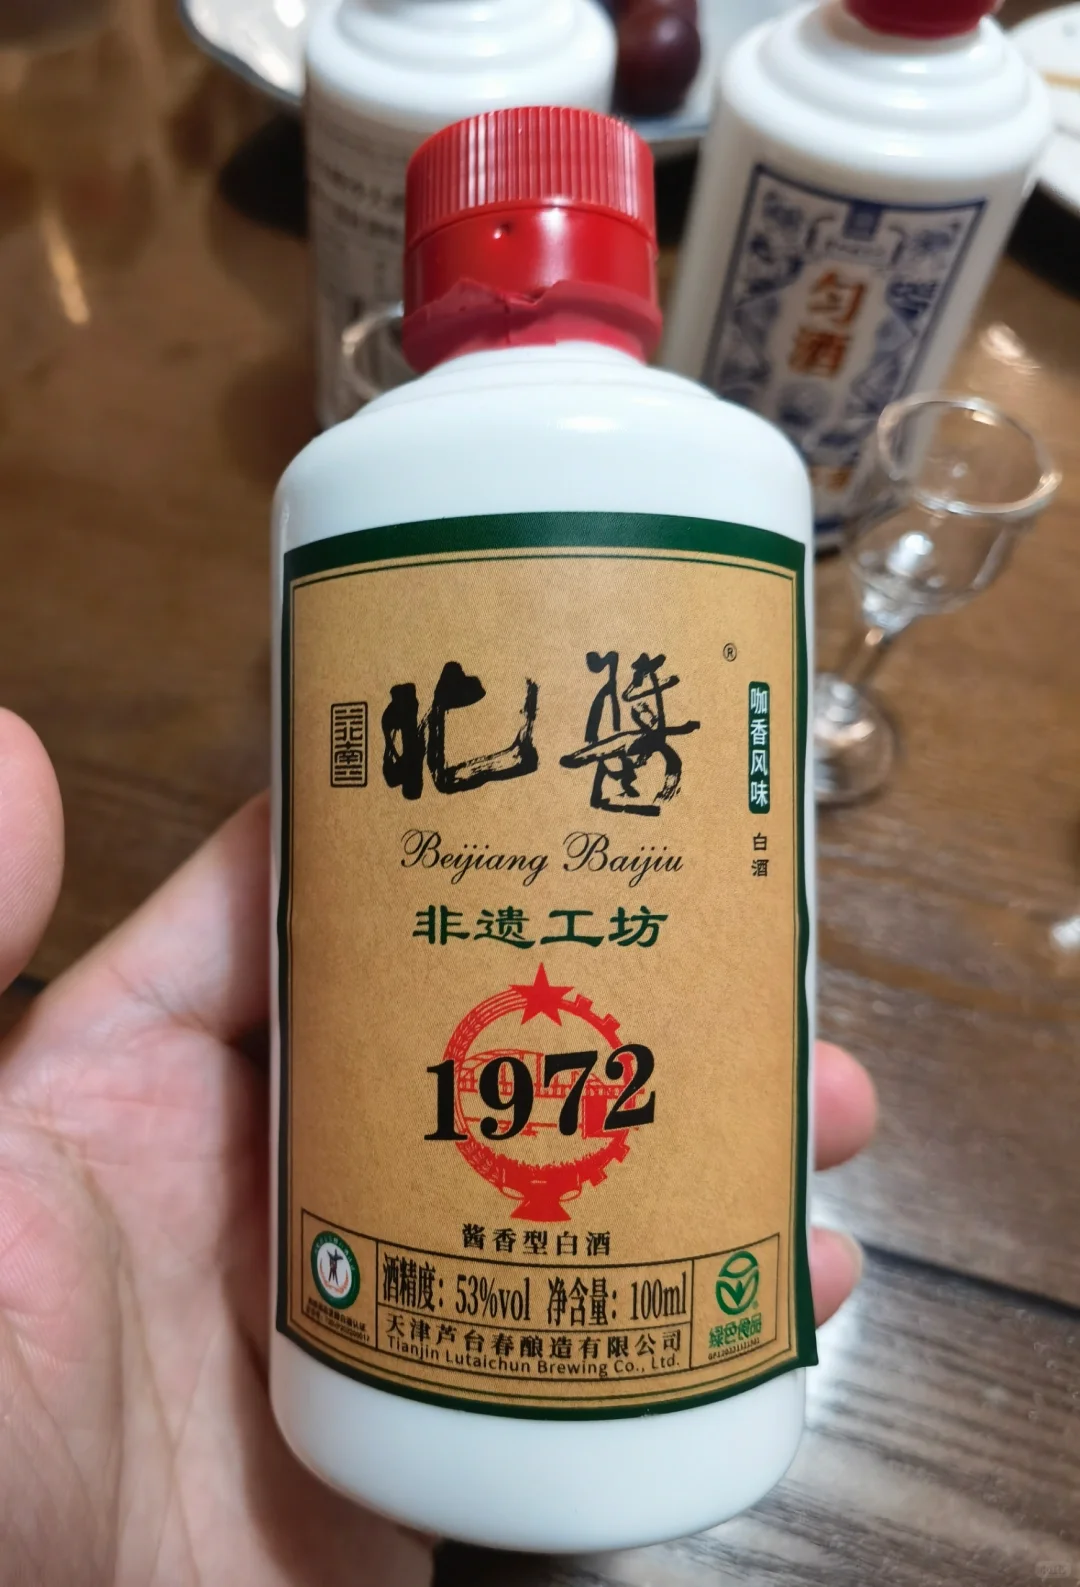 匀
酒
®
北醬
咖香风味
白酒
Beijiang Baijiu
非遗工坊
1972
酱香型白酒
酒精度：53%vol 净含量：100ml
天津芦台春酿造有限公司
Tianjin Lutaichun Brewing Co., Ltd.
绿色食品